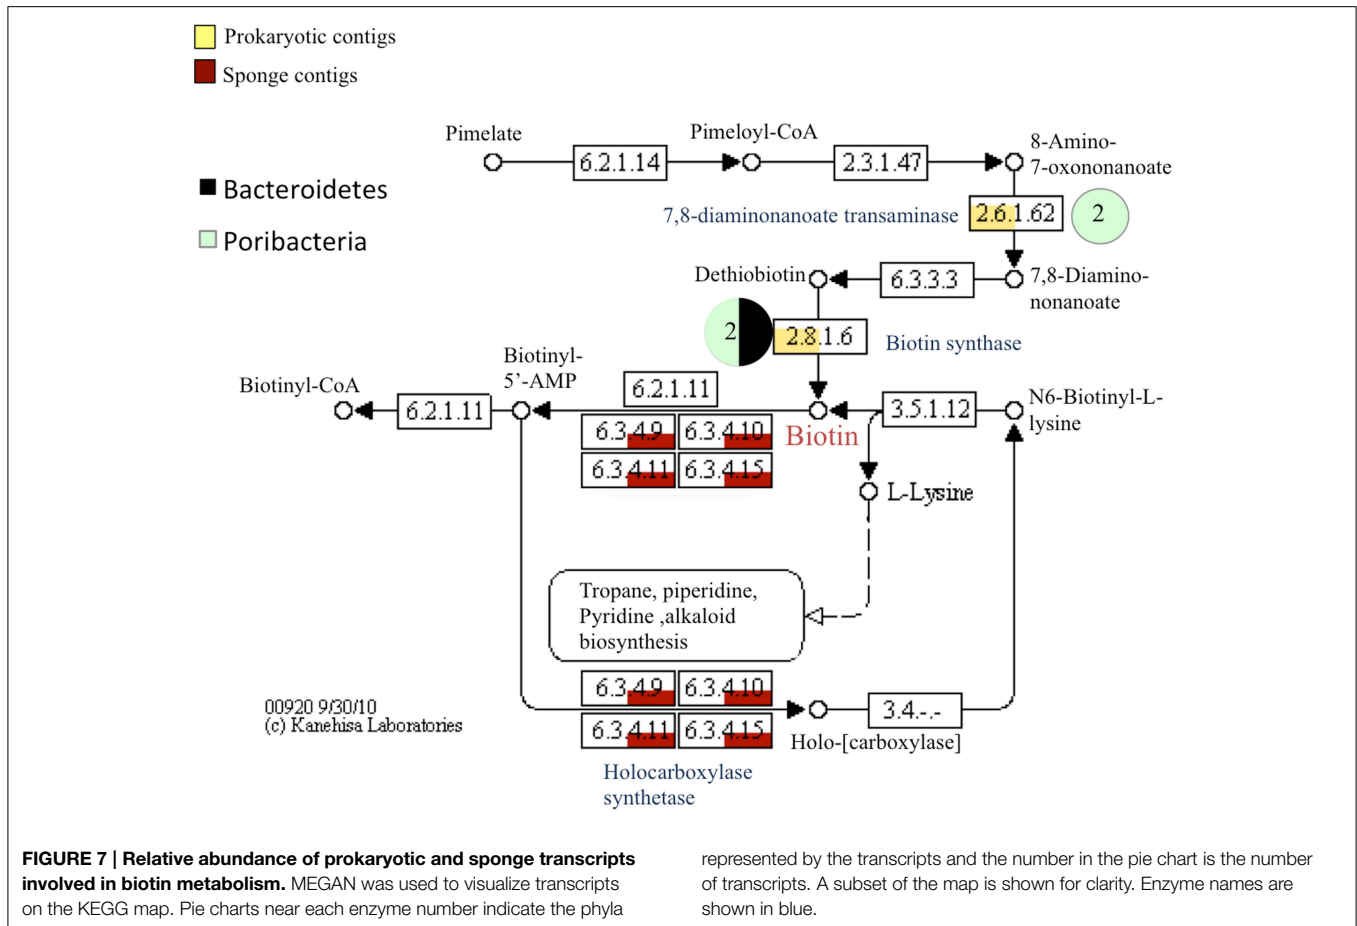 Prokaryotic contigs
Sponge contigs
Pimelate
Pimeloyl-CoA
8-Amino-
7-oxononanoate
6.2.1.14
2.3.1.47
Bacteroidetes
Poribacteria
7,8-diaminonanoate transaminase
2.6.1.62
2
Dethiobiotin
6.3.3.3
7,8-Diamino-
nonanoate
2
2.8.1.6
Biotin synthase
Biotinyl-
5'-AMP
Biotinyl-CoA
6.2.1.11
6.2.1.11
3.5.1.12
N6-Biotinyl-L-
lysine
6.3.4.9 6.3.4.10
Biotin
6.3.4.11 6.3.4.15
L-Lysine
Tropane, piperidine,
Pyridine ,alkaloid
biosynthesis
6.3.4.9 6.3.4.10
00920 9/30/10
(c) Kanehisa Laboratories
3.4.-.-
6.3.4.11 6.3.4.15
Holo-[carboxylase]
Holocarboxylase
synthetase
FIGURE 7 | Relative abundance of prokaryotic and sponge transcripts
involved in biotin metabolism. MEGAN was used to visualize transcripts
on the KEGG map. Pie charts near each enzyme number indicate the phyla
represented by the transcripts and the number in the pie chart is the number
of transcripts. A subset of the map is shown for clarity. Enzyme names are
shown in blue.